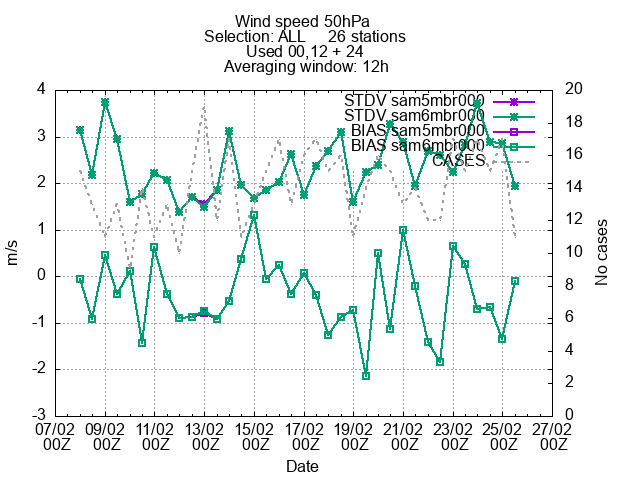 Wind speed 50hPa
Selection: ALL 26 stations
Used 00,12 + 24
Averaging window: 12h
STDV sam5mbr000
STDV sam6mbr000
BIAS sam5mbr000
BIAS sam6mbr000
CASES
4
3
2
1
0
-1
-2
-3
m/s
20
18
16
14
12
10
8
6
4
2
0
No cases
07/02 09/02 11/02 13/02 15/02 17/02 19/02 21/02 23/02 25/02 27/02
00Z 00Z 00Z 00Z 00Z 00Z 00Z 00Z 00Z 00Z 00Z
Date